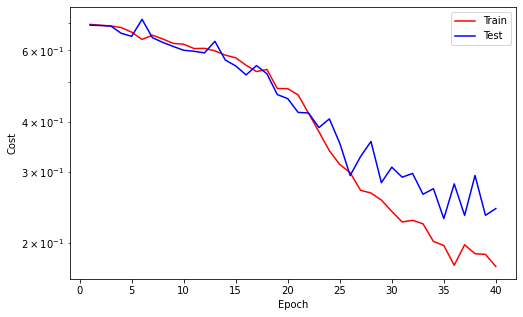 Train
Test
6 × 10⁻¹
4 × 10⁻¹
3 × 10⁻¹
2 × 10⁻¹
Cost
0 5 10 15 20 25 30 35 40
Epoch